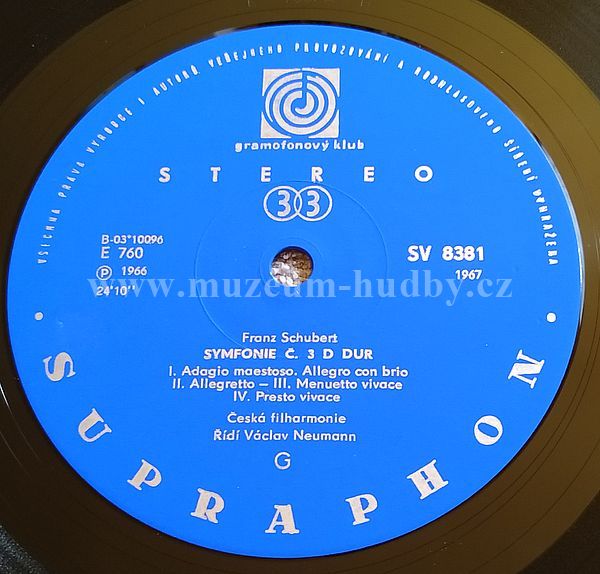 VŠECHNA PRÁVA VÝROBCE I AUTORŮ VEŘEJNÉHO PROVOZOVÁNÍ A ROZHLASOVÉHO ŠÍŘENÍ VYHRAŽENA
gramofonový klub
STEREO
33
B-03*10096
E 760
SV 8381
℗ 1966
1967
24'10''
www.muzeum-hudby.cz
Franz Schubert
SYMFONIE Č. 3 D DUR
I. Adagio maestoso. Allegro con brio
II. Allegretto – III. Menuetto vivace
IV. Presto vivace
Česká filharmonie
Řídí Václav Neumann
G
• SUPRAPHON •